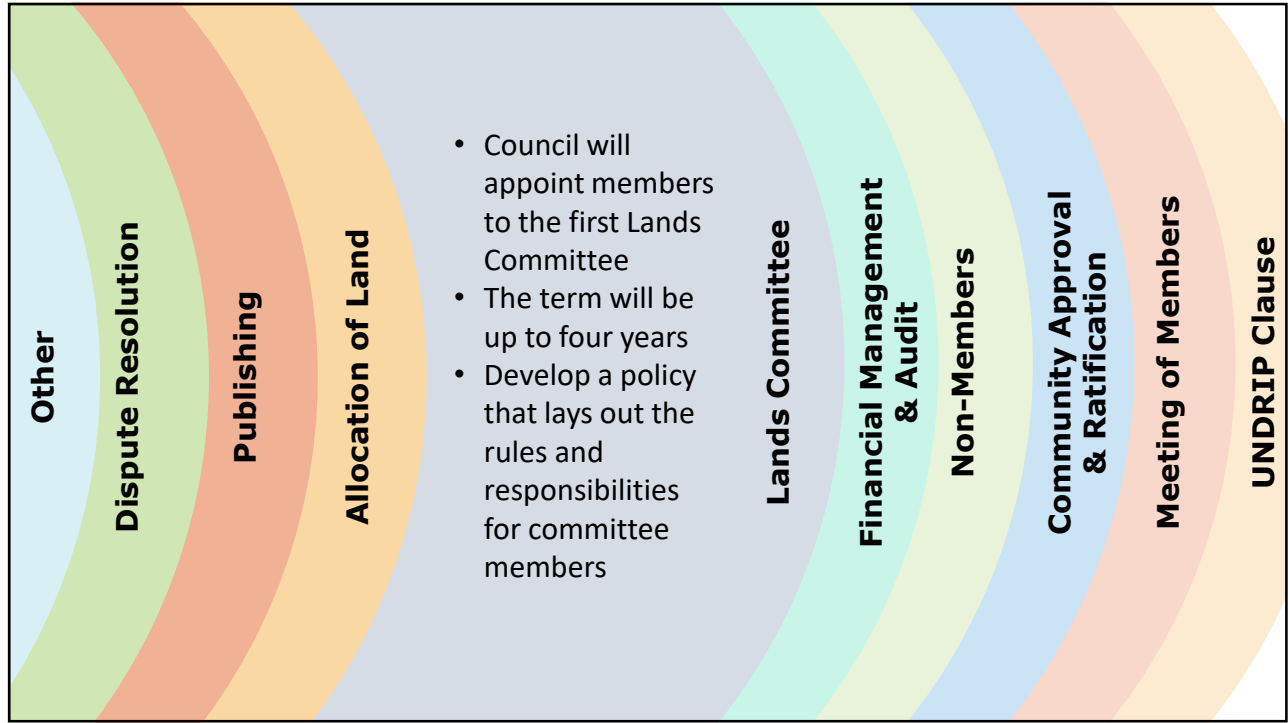 Other
Dispute Resolution
Publishing
Allocation of Land
• Council will
appoint members
to the first Lands
Committee
• The term will be
up to four years
• Develop a policy
that lays out the
rules and
responsibilities
for committee
members
Lands Committee
Financial Management
& Audit
Non-Members
Community Approval
& Ratification
Meeting of Members
UNDRIP Clause